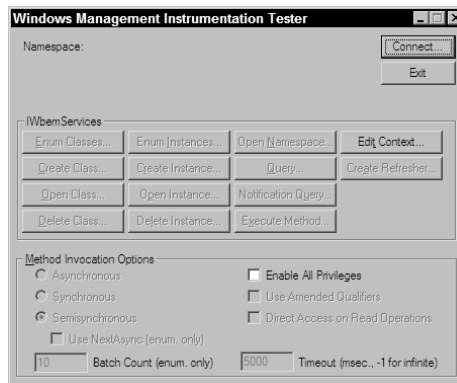 Windows Management Instrumentation Tester
Namespace:
Connect...
Exit
IWbemServices
Enum Classes... Enum Instances... Open Namespace... Edit Context...
Create Class... Create Instance... Query... Create Refresher...
Open Class... Open Instance... Notification Query...
Delete Class... Delete Instance... Execute Method...
Method Invocation Options
Asynchronous Enable All Privileges
Synchronous Use Amended Qualifiers
Semisynchronous Direct Access on Read Operations
Use NextAsync (enum. only)
10 Batch Count (enum. only) 5000 Timeout (msec., -1 for infinite)